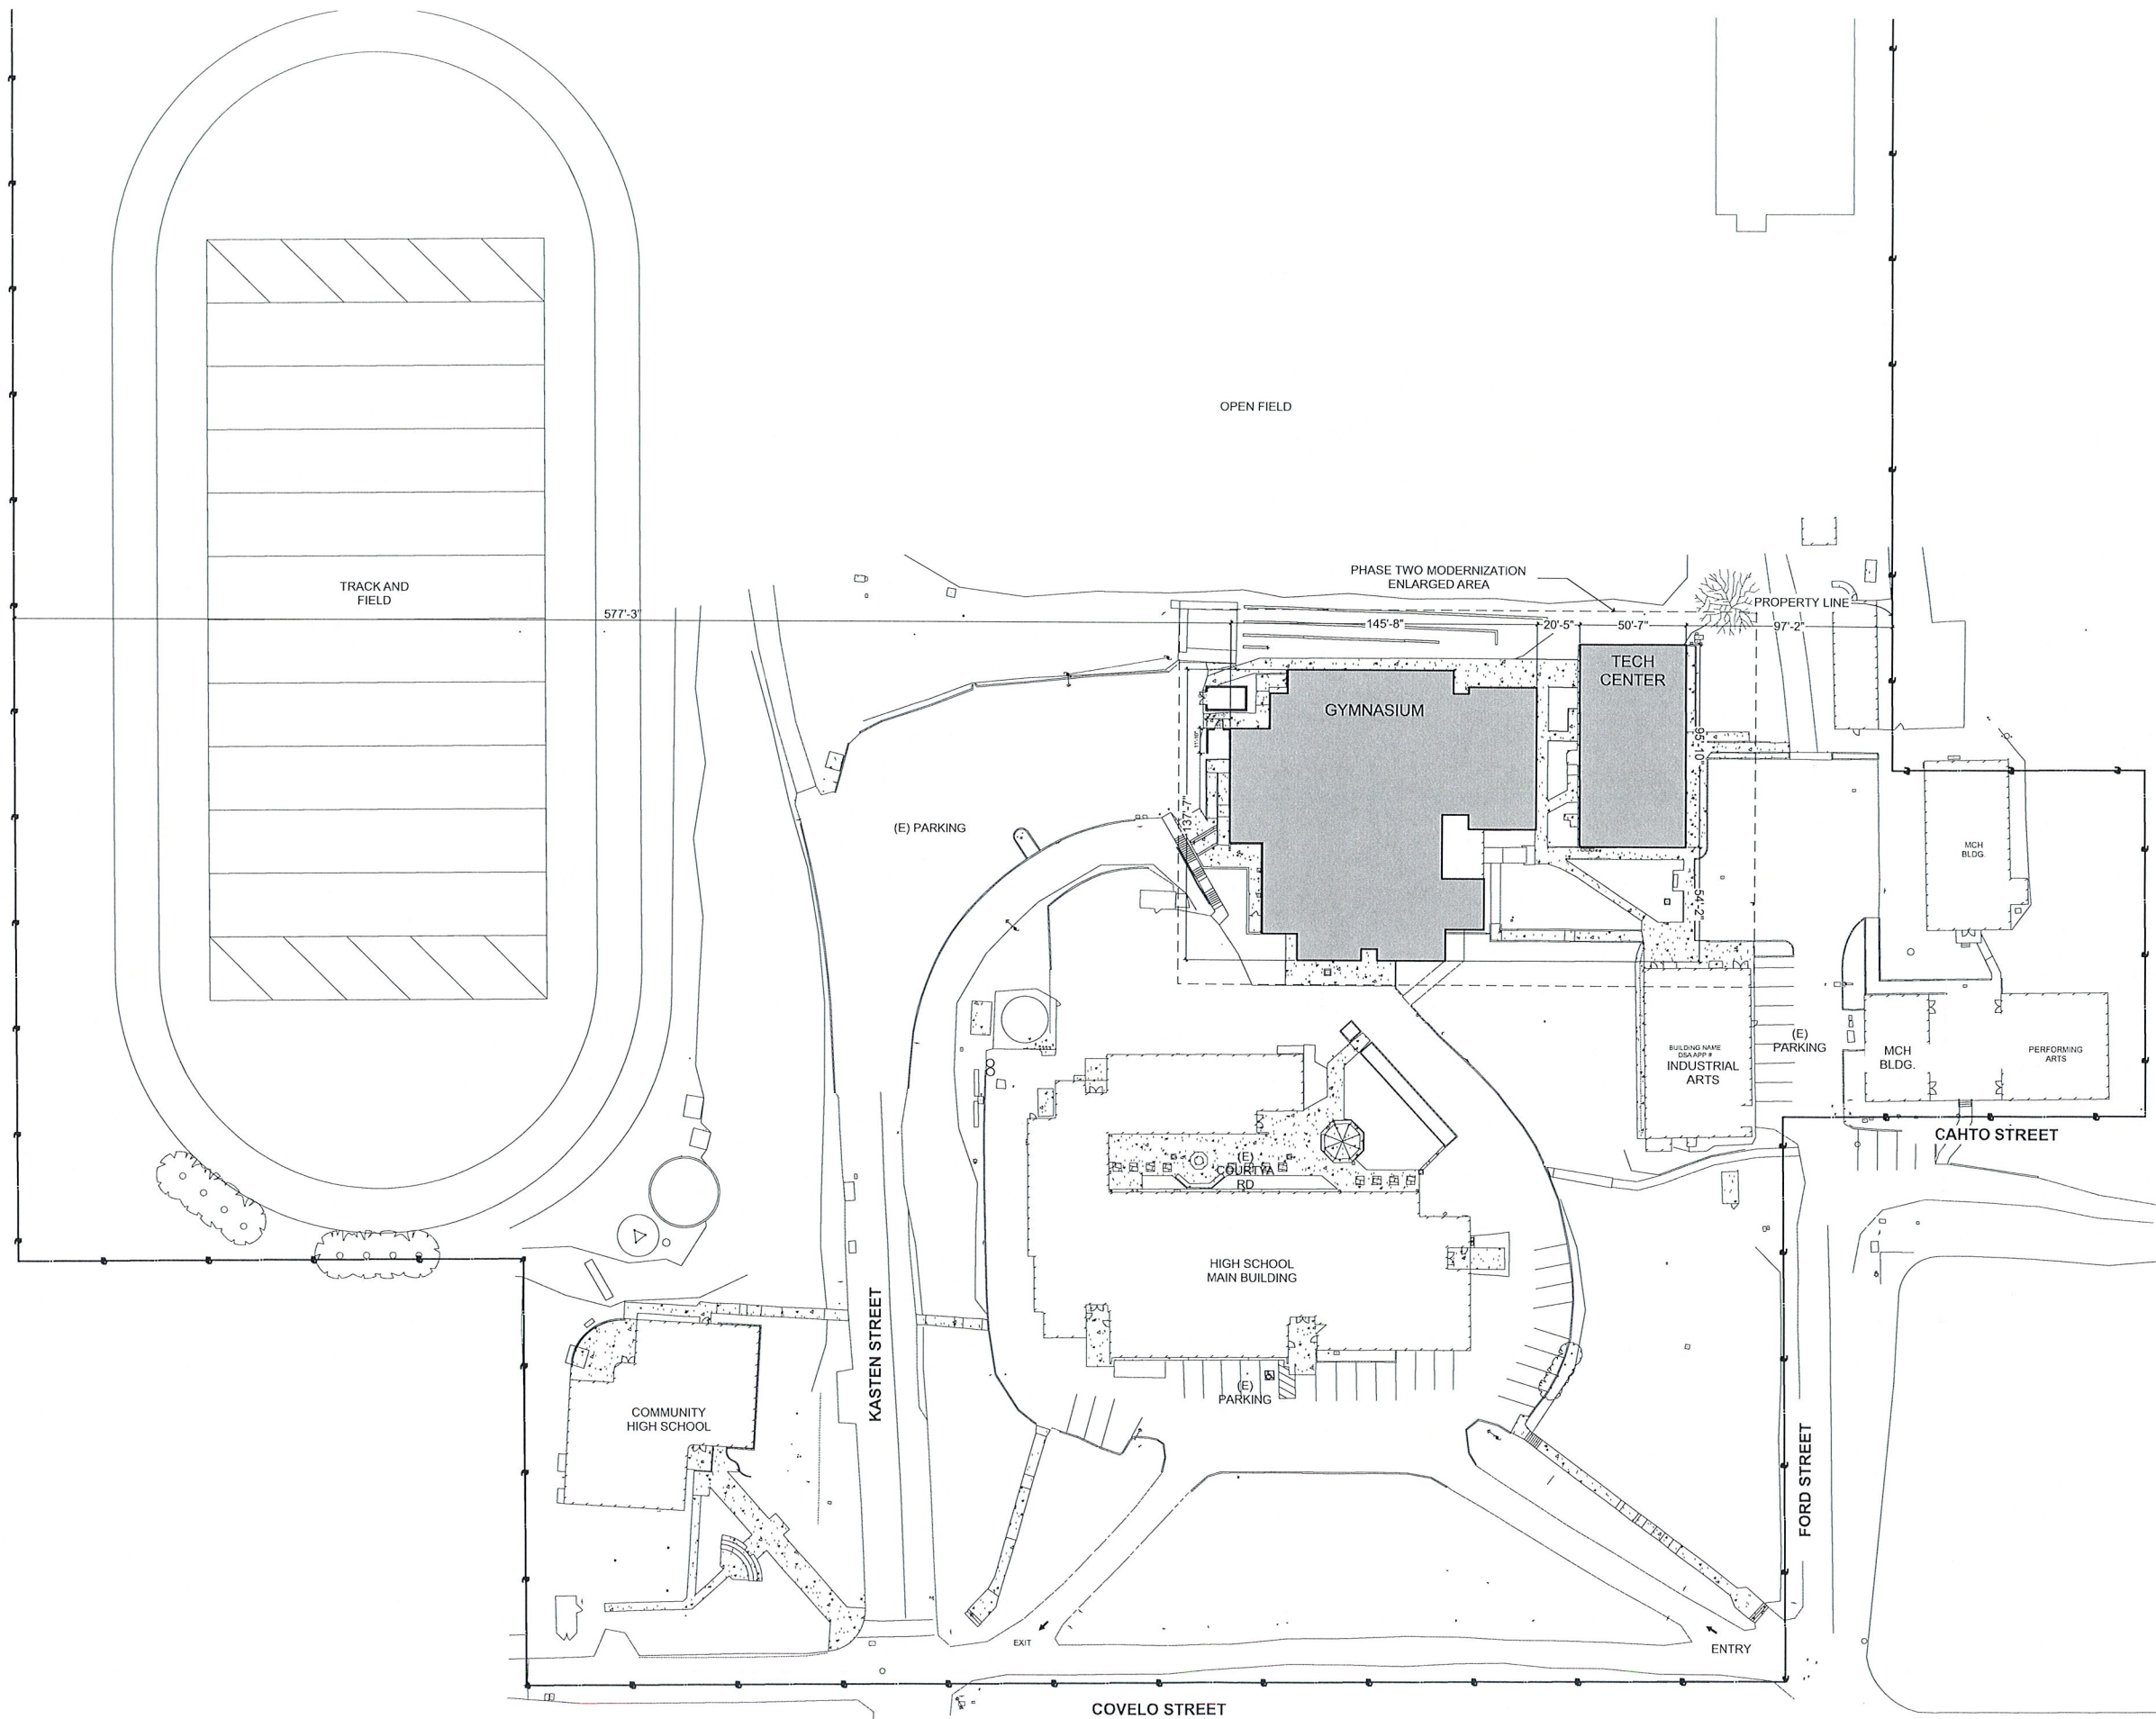 OPEN FIELD
PHASE TWO MODERNIZATION
ENLARGED AREA
TRACK AND
FIELD
PROPERTY LINE
577'-3"
145'-8"
20'-5"
50'-7"
97'-2"
TECH
CENTER
GYMNASIUM
95'-10"
137'-7"
(E) PARKING
MCH
BLDG.
54'-2"
(E)
PARKING
BUILDING NAME
DSA APP #
INDUSTRIAL
ARTS
MCH
BLDG.
PERFORMING
ARTS
CAHTO STREET
(E)
COURTYA
RD
HIGH SCHOOL
MAIN BUILDING
KASTEN STREET
(E)
PARKING
COMMUNITY
HIGH SCHOOL
FORD STREET
EXIT
ENTRY
COVELO STREET